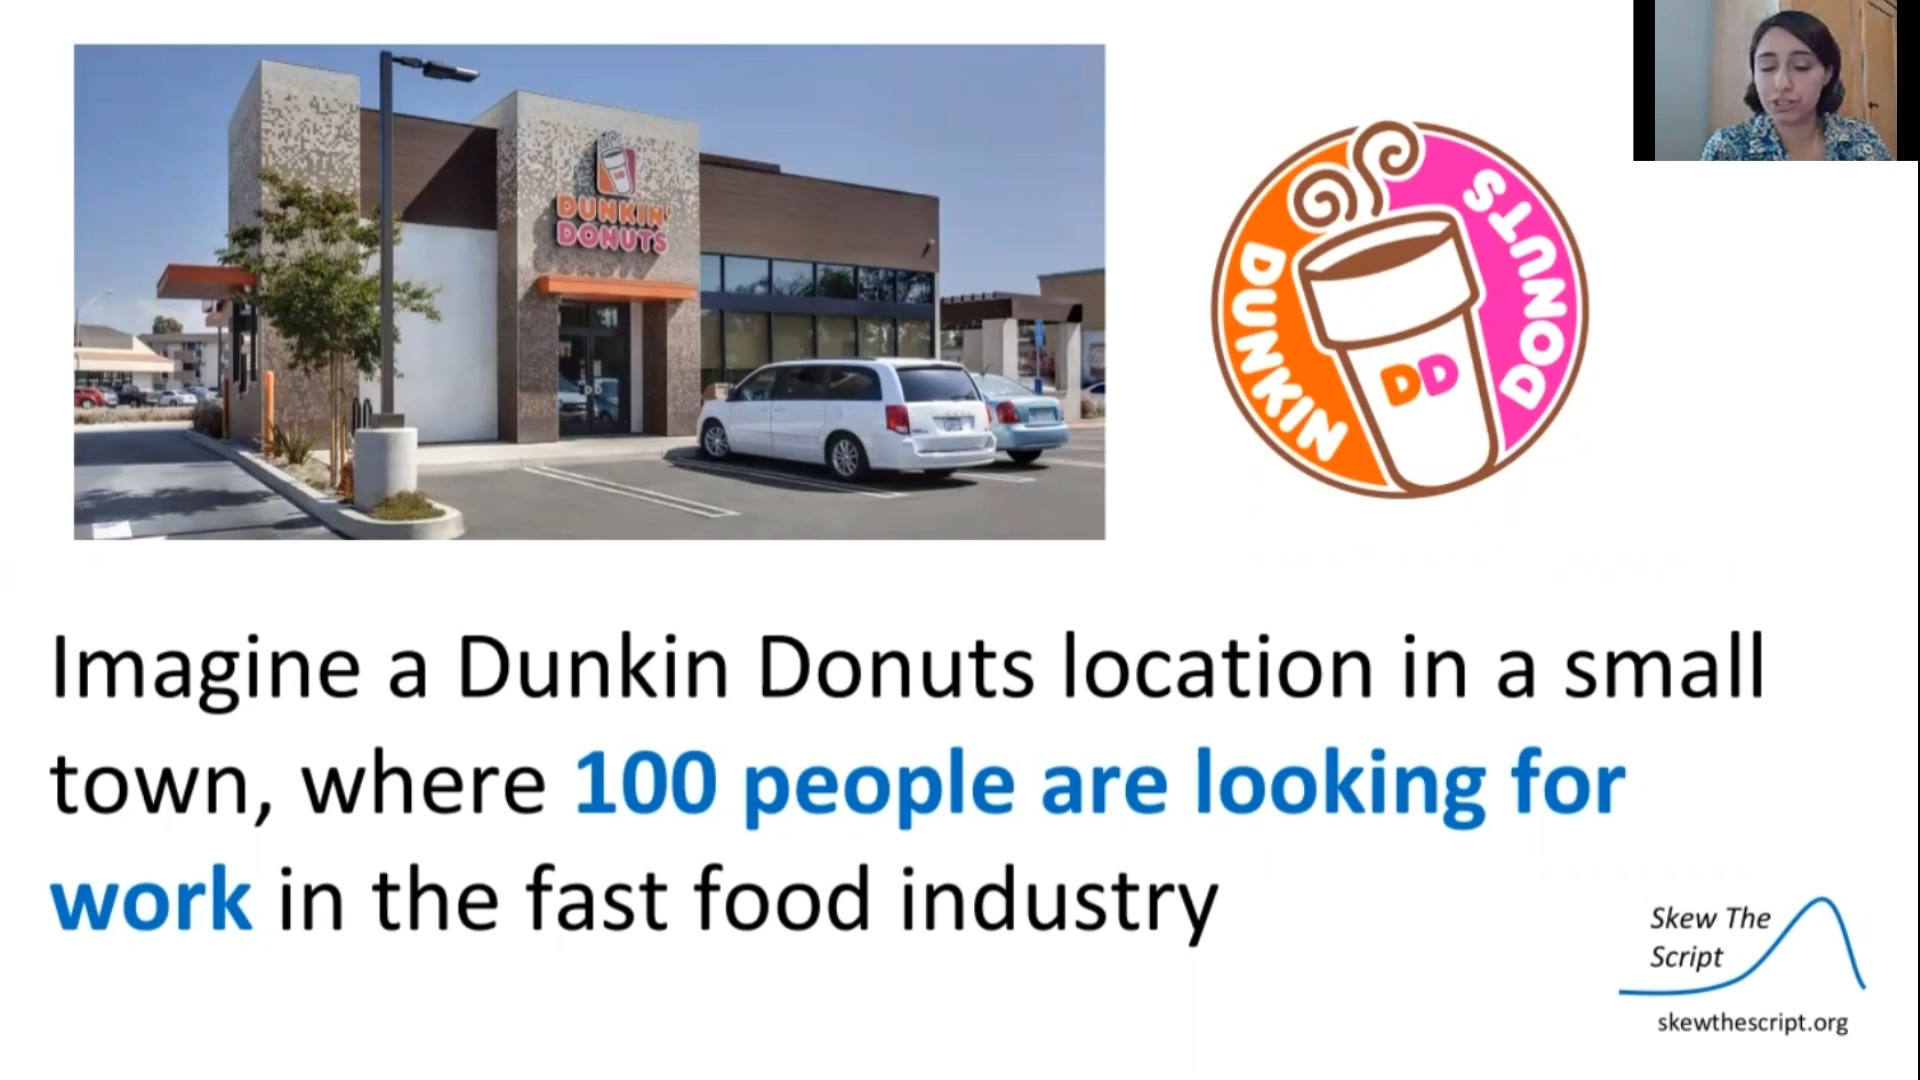 DUNKIN'
DONUTS
DUNKIN
DONUTS
DD
Imagine a Dunkin Donuts location in a small
town, where 100 people are looking for
work in the fast food industry
Skew The
Script
skewthescript.org